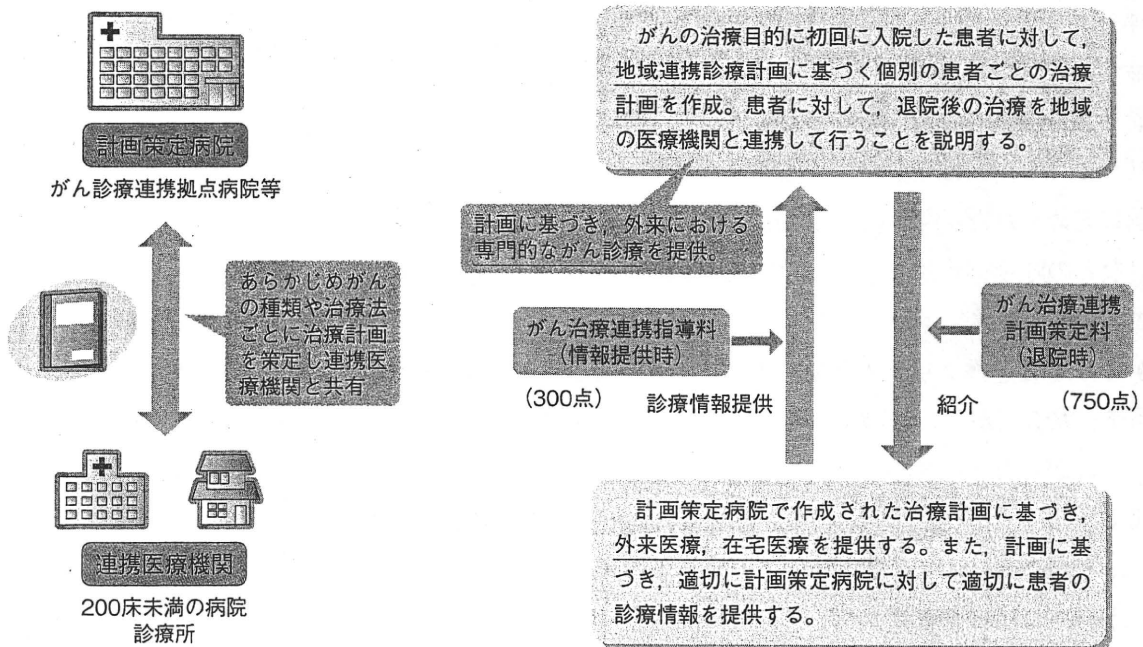 計画策定病院
がん診療連携拠点病院等
あらかじめがん
の種類や治療法
ごとに治療計画
を策定し連携医
療機関と共有
連携医療機関
200床未満の病院
診療所
がんの治療目的に初回に入院した患者に対して，
地域連携診療計画に基づく個別の患者ごとの治療
計画を作成。患者に対して，退院後の治療を地域
の医療機関と連携して行うことを説明する。
計画に基づき，外来における
専門的ながん診療を提供。
がん治療連携指導料
（情報提供時）
（300点）
診療情報提供
紹介
がん治療連携
計画策定料
（退院時）
（750点）
計画策定病院で作成された治療計画に基づき，
外来医療，在宅医療を提供する。また，計画に基
づき，適切に計画策定病院に対して適切に患者の
診療情報を提供する。